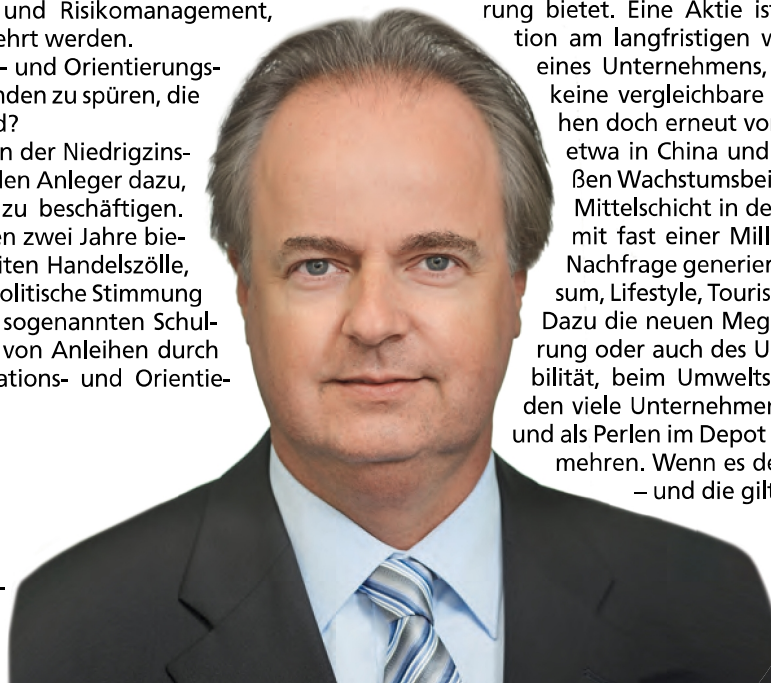 und Risikomanagement,
ehrt werden.
- und Orientierungs-
nden zu spüren, die
d?
n der Niedrigzins-
den Anleger dazu,
zu beschäftigen.
en zwei Jahre bie-
iten Handelszölle,
olitische Stimmung
sogenannten Schul-
von Anleihen durch
ations- und Orientie-
-
rung bietet. Eine Aktie ist
tion am langfristigen w
eines Unternehmens,
keine vergleichbare
hen doch erneut vor
etwa in China und
ßen Wachstumsbei
Mittelschicht in de
mit fast einer Mill
Nachfrage generier
sum, Lifestyle, Touris
Dazu die neuen Meg
rung oder auch des U
bilität, beim Umwelts
den viele Unternehmer
und als Perlen im Depot
mehren. Wenn es de
– und die gilt